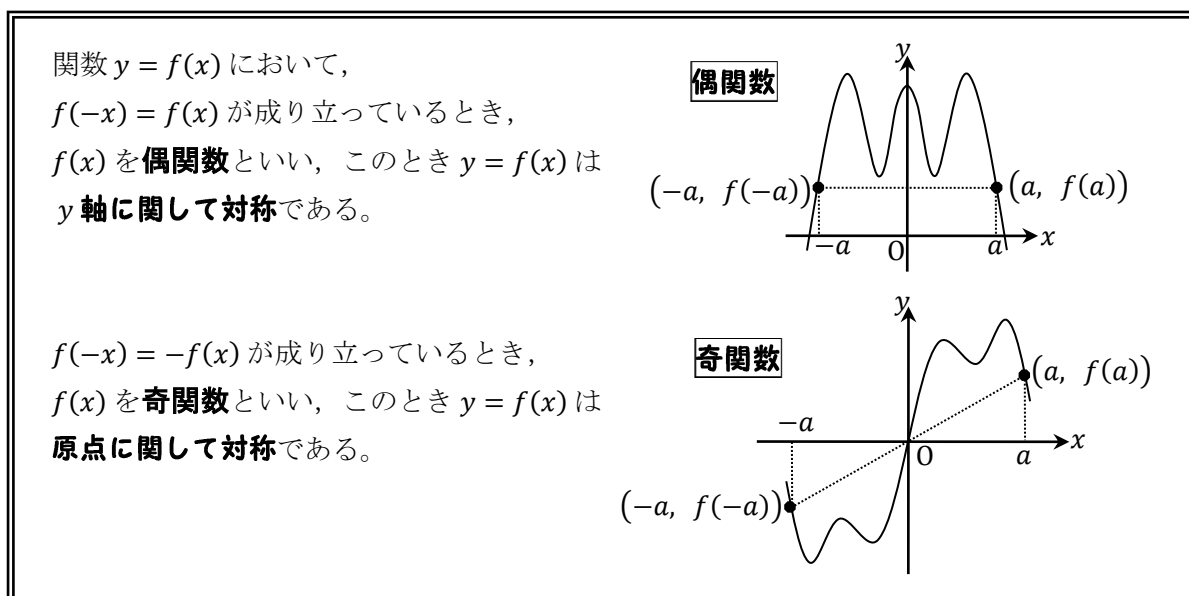 関数 y = f(x) において，
f(−x) = f(x) が成り立っているとき，
f(x) を偶関数といい，このとき y = f(x) は
y 軸に関して対称である。
偶関数
y
(−a, f(−a))
(a, f(a))
−a
O
a
x
f(−x) = −f(x) が成り立っているとき，
f(x) を奇関数といい，このとき y = f(x) は
原点に関して対称である。
奇関数
y
(a, f(a))
−a
O
a
x
(−a, f(−a))